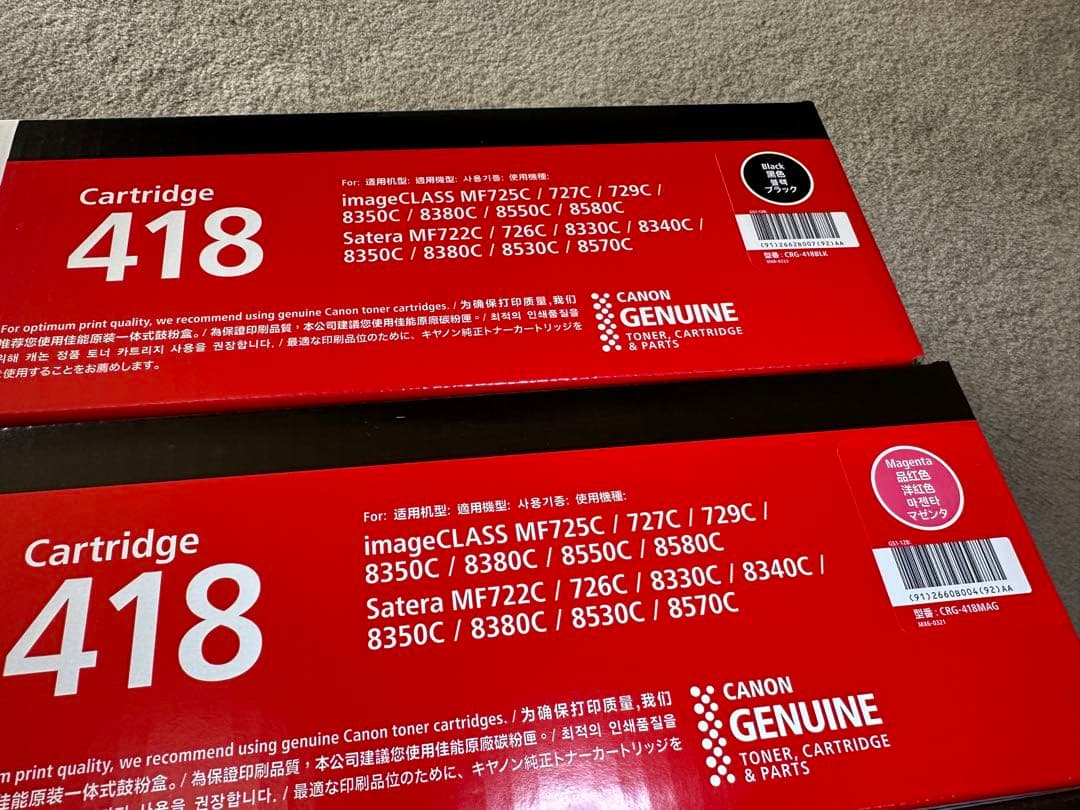 Cartridge
418
For: 适用机型: 適用機型: 사용기종: 使用機種:
imageCLASS MF725C / 727C / 729C /
8350C / 8380C / 8550C / 8580C
Satera MF722C / 726C / 8330C / 8340C /
8350C / 8380C / 8530C / 8570C
Black
黑色
블랙
ブラック
GS1-128:
(91)2662B007(92)AA
型番 : CRG-418BLK
MX6-0323
For optimum print quality, we recommend using genuine Canon toner cartridges. / 为确保打印质量,我们
推荐您使用佳能原装一体式鼓粉盒。/ 為保證印刷品質，本公司建議您使用佳能原廠碳粉匣。/ 최적의 인쇄품질을
위해 캐논 정품 토너 카트리지 사용을 권장합니다. / 最適な印刷品位のために、キヤノン純正トナーカートリッジを
使用することをお薦めします。
CANON
GENUINE
TONER, CARTRIDGE
& PARTS
Cartridge
418
For: 适用机型: 適用機型: 사용기종: 使用機種:
imageCLASS MF725C / 727C / 729C /
8350C / 8380C / 8550C / 8580C
Satera MF722C / 726C / 8330C / 8340C /
8350C / 8380C / 8530C / 8570C
Magenta
品红色
洋紅色
마젠타
マゼンタ
GS1-128:
(91)2660B004(92)AA
型番 : CRG-418MAG
MX6-0321
m print quality, we recommend using genuine Canon toner cartridges. / 为确保打印质量,我们
能原装一体式鼓粉盒。/ 為保證印刷品質，本公司建議您使用佳能原廠碳粉匣。/ 최적의 인쇄품질을
사용을 권장합니다. / 最適な印刷品位のために、キヤノン純正トナーカートリッジを
CANON
GENUINE
TONER, CARTRIDGE
& PARTS